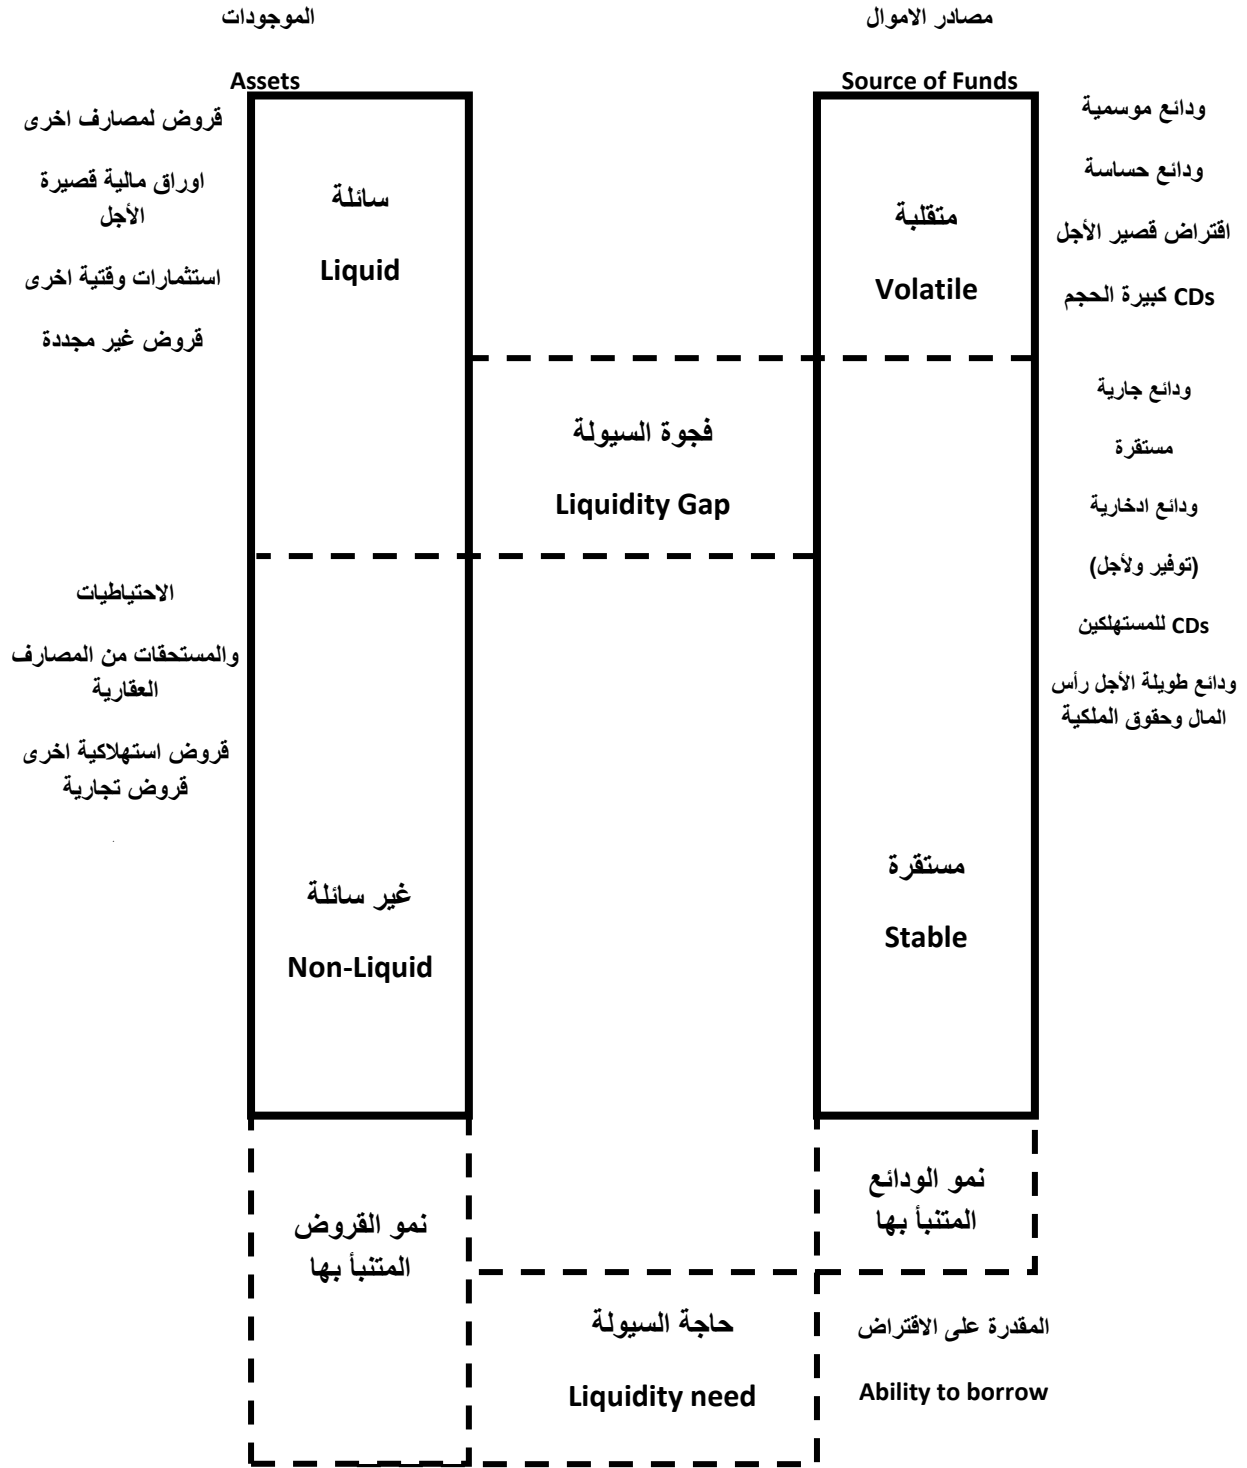 الموجودات
Assets
مصادر الاموال
Source of Funds
قروض لمصارف اخرى
اوراق مالية قصيرة
الأجل
استثمارات وقتية اخرى
قروض غير مجددة
سائلة
Liquid
متقلبة
Volatile
ودائع موسمية
ودائع حساسة
اقتراض قصير الأجل
CDs كبيرة الحجم
فجوة السيولة
Liquidity Gap
ودائع جارية
مستقرة
ودائع ادخارية
(توفير ولأجل)
CDs للمستهلكين
ودائع طويلة الأجل رأس
المال وحقوق الملكية
الاحتياطيات
والمستحقات من المصارف
العقارية
قروض استهلاكية اخرى
قروض تجارية
غير سائلة
Non-Liquid
مستقرة
Stable
نمو القروض
المتنبأ بها
نمو الودائع
المتنبأ بها
حاجة السيولة
Liquidity need
المقدرة على الاقتراض
Ability to borrow